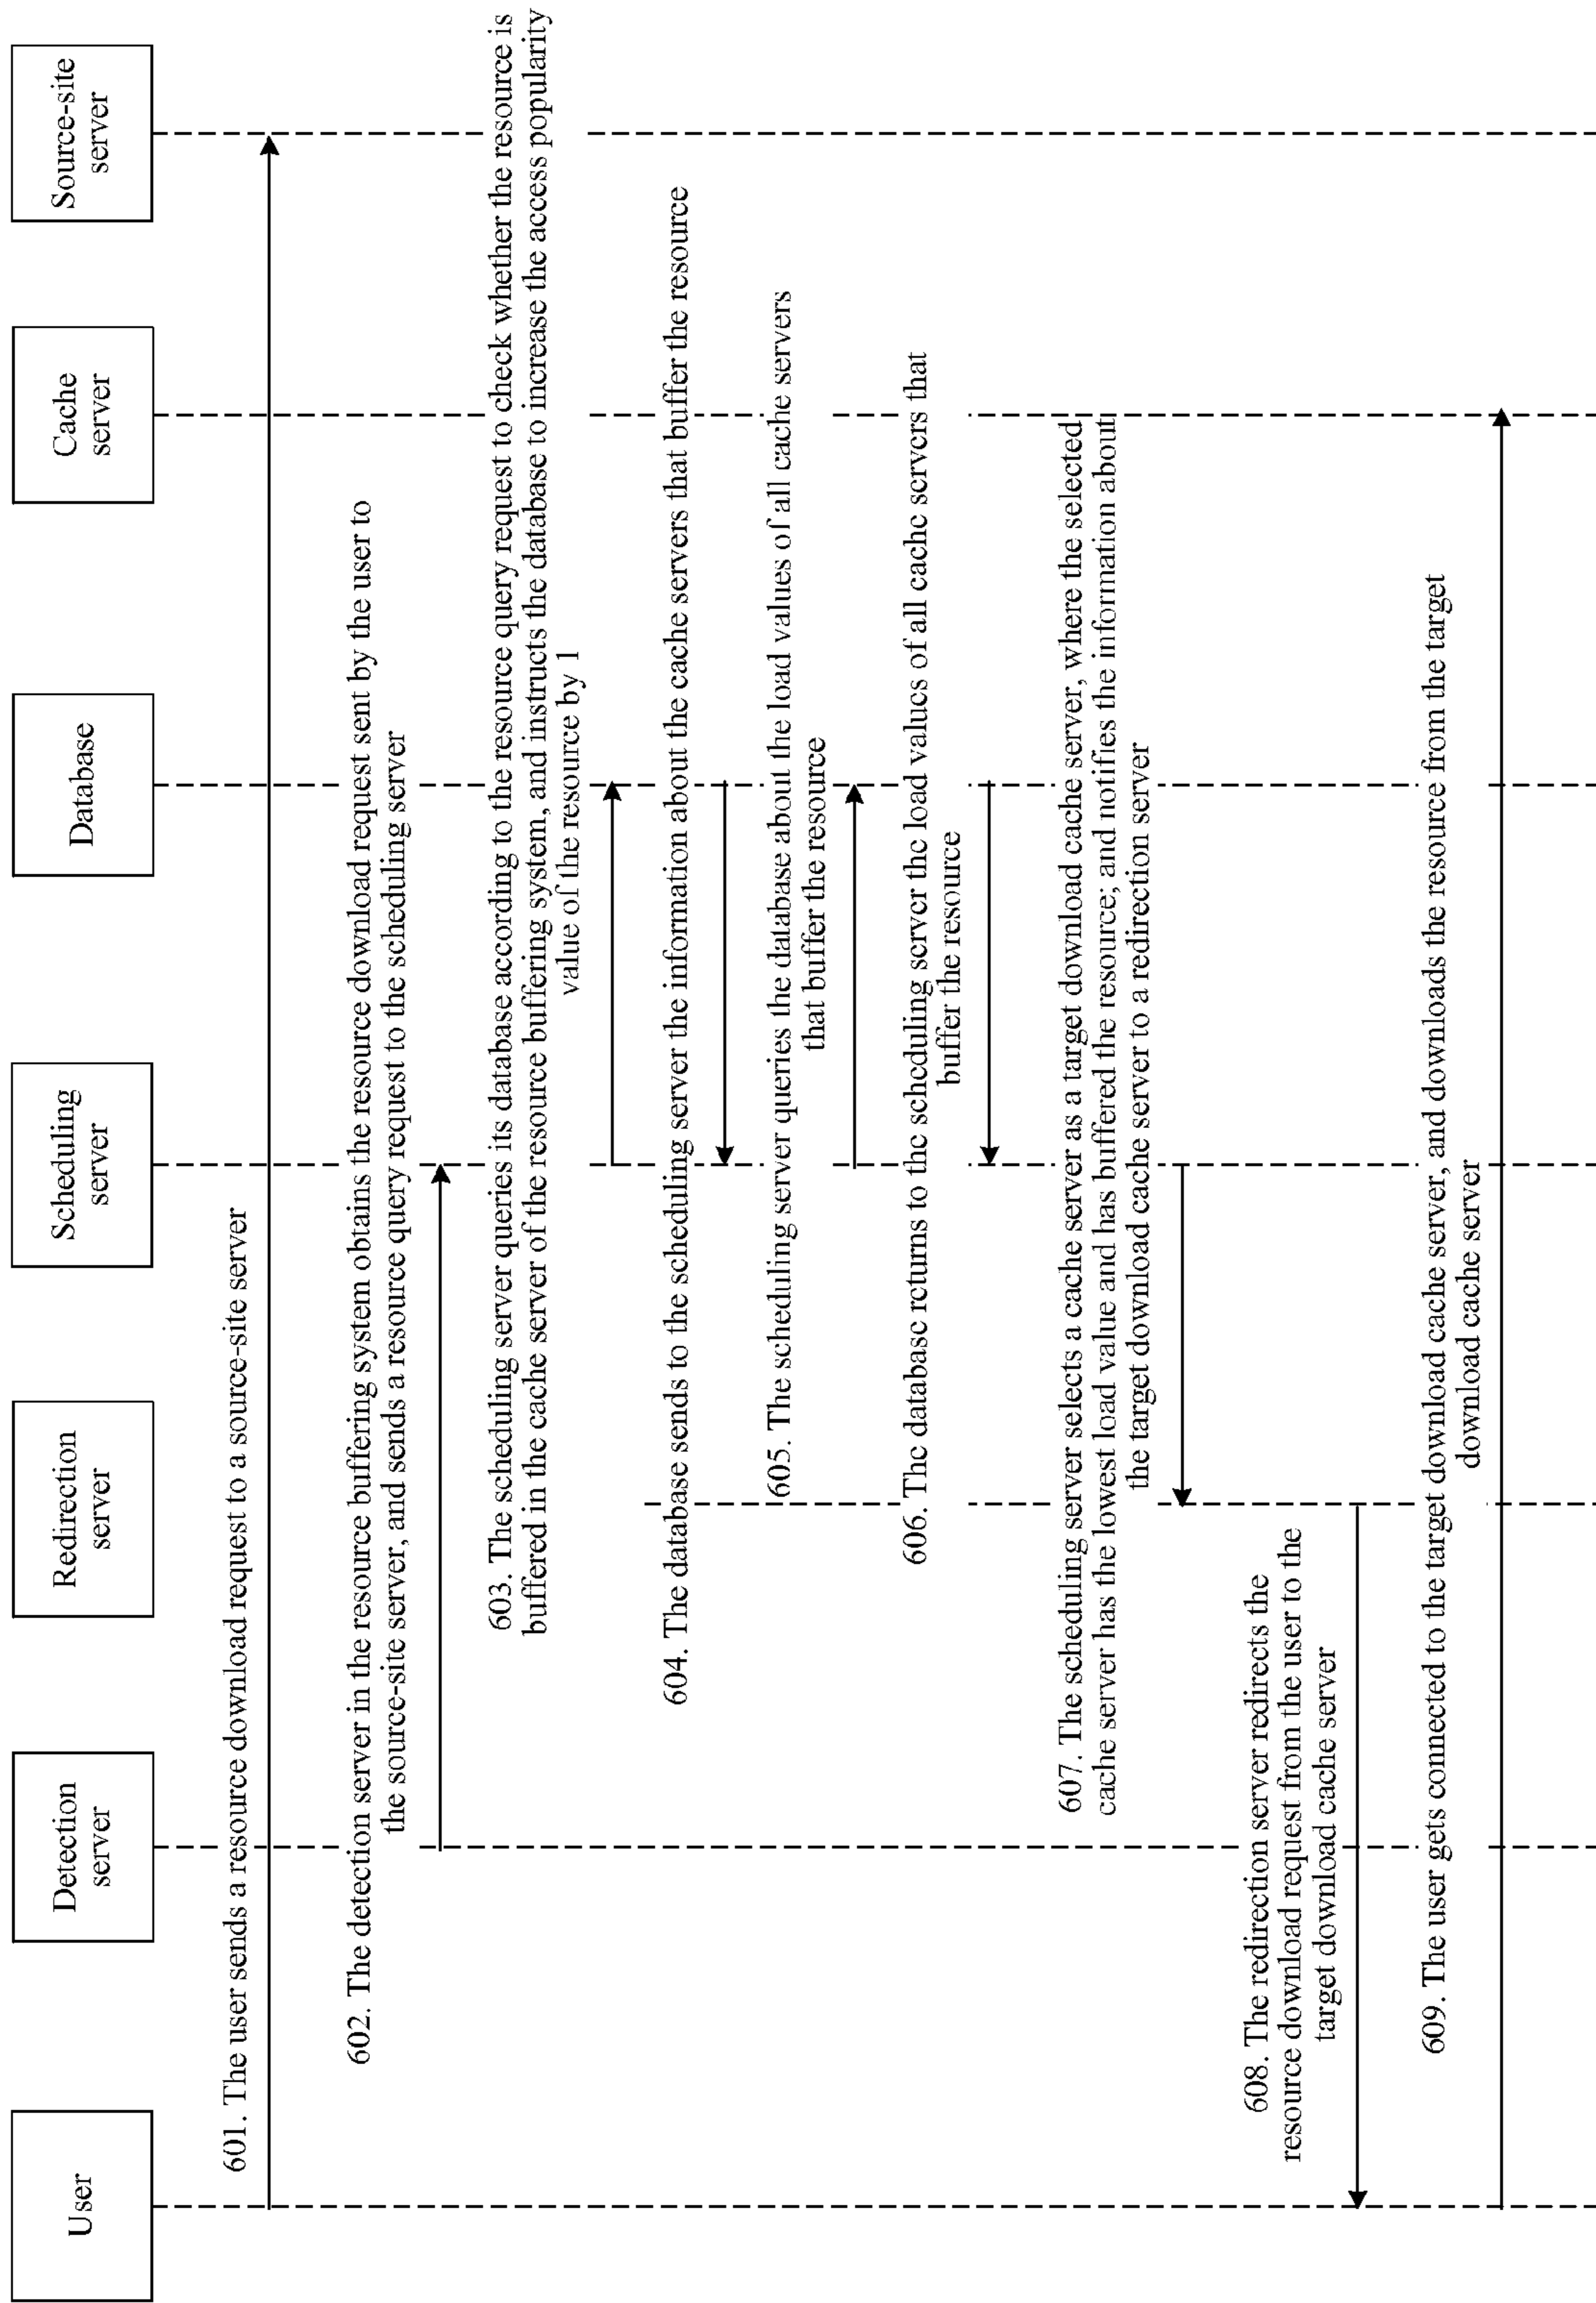 User
Detection
server
Redirection
server
Scheduling
server
Database
Cache
server
Source-site
server
601. The user sends a resource download request to a source-site server
602. The detection server in the resource buffering system obtains the resource download request sent by the user to
the source-site server, and sends a resource query request to the scheduling server
603. The scheduling server queries its database according to the resource query request to check whether the resource is
buffered in the cache server of the resource buffering system, and instructs the database to increase the access popularity
value of the resource by 1
604. The database sends to the scheduling server the information about the cache servers that buffer the resource
605. The scheduling server queries the database about the load values of all cache servers
that buffer the resource
606. The database returns to the scheduling server the load values of all cache servers that
buffer the resource
607. The scheduling server selects a cache server as a target download cache server, where the selected
cache server has the lowest load value and has buffered the resource; and notifies the information about
the target download cache server to a redirection server
608. The redirection server redirects the
resource download request from the user to the
target download cache server
609. The user gets connected to the target download cache server, and downloads the resource from the target
download cache server